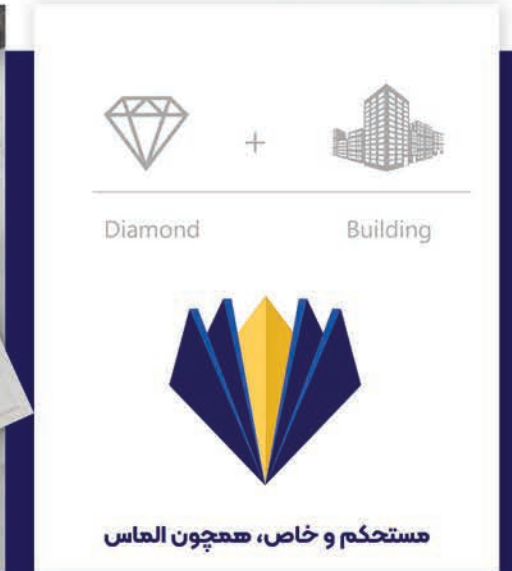 +
Diamond Building
مستحکم و خاص، همچون الماس